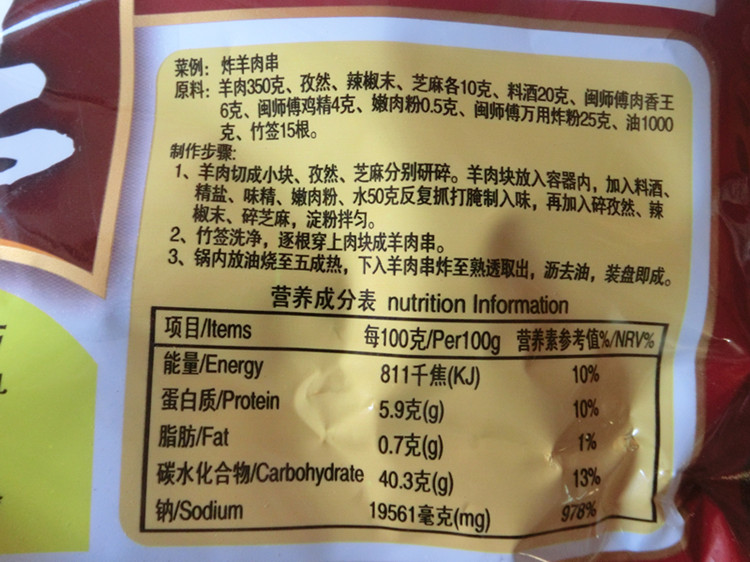 菜例：炸羊肉串
原料：羊肉350克、孜然、辣椒末、芝麻各10克、料酒20克、闽师傅肉香王
6克、闽师傅鸡精4克、嫩肉粉0.5克、闽师傅万用炸粉25克、油1000
克、竹签15根。
制作步骤：
1、羊肉切成小块、孜然、芝麻分别研碎。羊肉块放入容器内，加入料酒、
精盐、味精、嫩肉粉、水50克反复抓打腌制入味，再加入碎孜然、辣
椒末、碎芝麻，淀粉拌匀。
2、竹签洗净，逐根穿上肉块成羊肉串。
3、锅内放油烧至五成热，下入羊肉串炸至熟透取出，沥去油，装盘即成。
营养成分表 nutrition Information
项目/Items 每100克/Per100g 营养素参考值%/NRV%
能量/Energy 811千焦(KJ) 10%
蛋白质/Protein 5.9克(g) 10%
脂肪/Fat 0.7克(g) 1%
碳水化合物/Carbohydrate 40.3克(g) 13%
钠/Sodium 19561毫克(mg) 978%